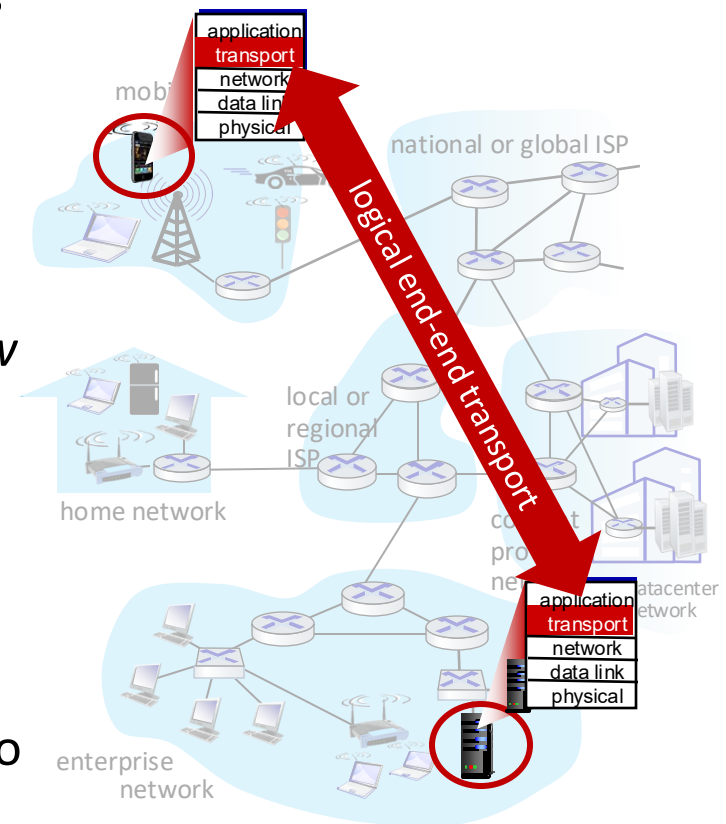 application
transport
network
data link
physical
national or global ISP
logical end-end transport
local or
regional
ISP
home network
application
transport
network
data link
physical
enterprise
network